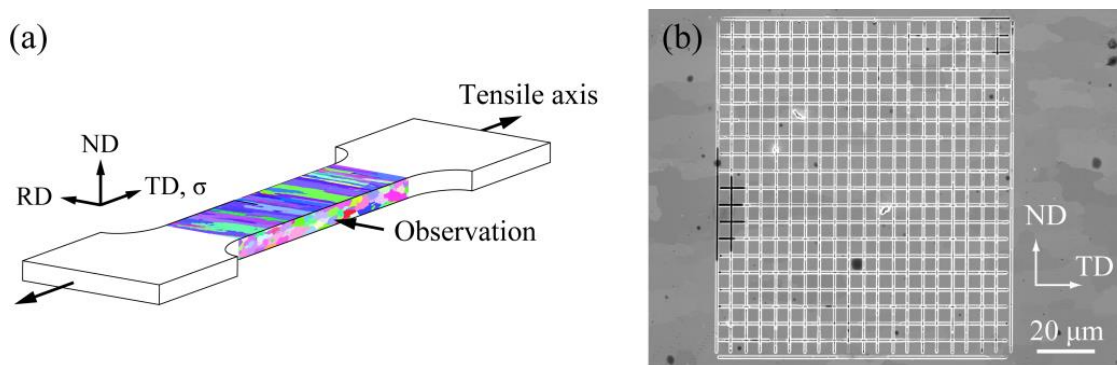 (a)
Tensile axis
ND
RD
TD, σ
Observation
(b)
ND
TD
20 μm